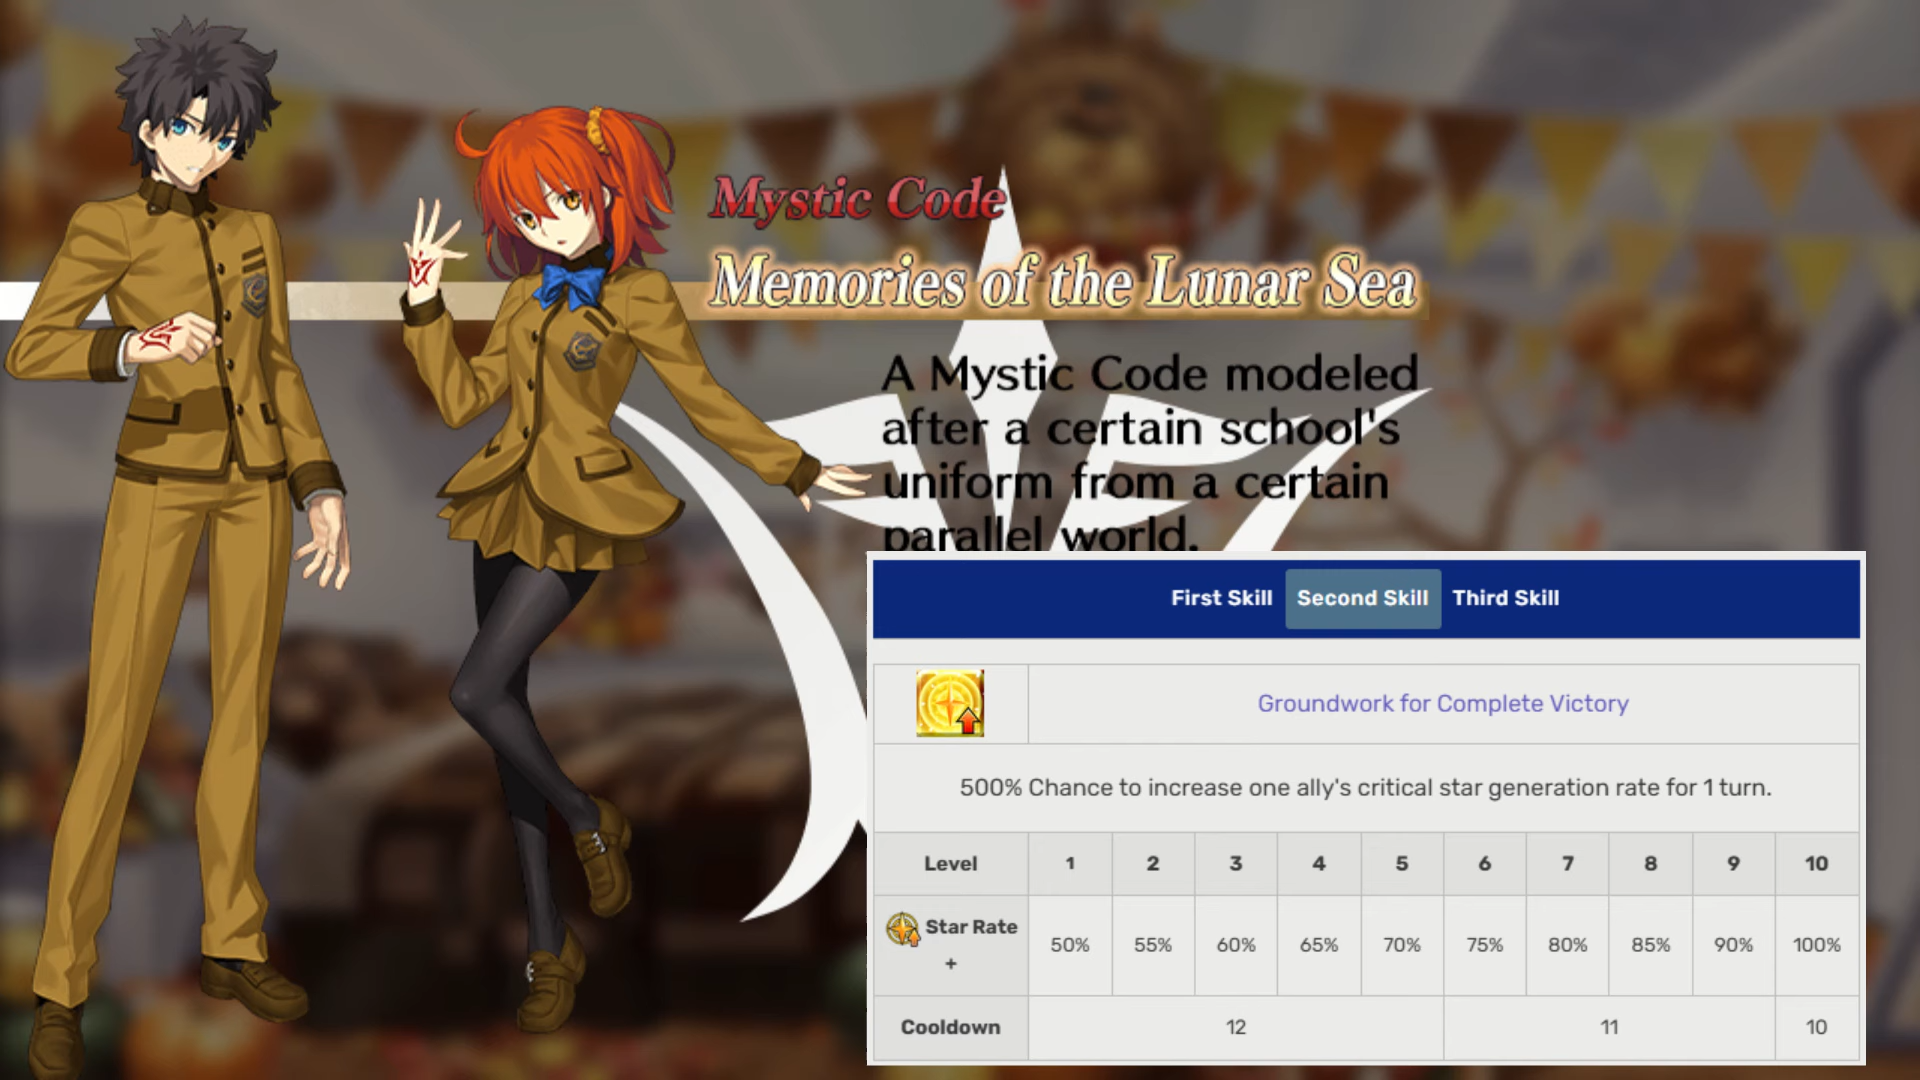 Mystic Code
Memories of the Lunar Sea
A Mystic Code modeled
after a certain school's
uniform from a certain
parallel world.
First Skill Second Skill Third Skill
Groundwork for Complete Victory
500% Chance to increase one ally's critical star generation rate for 1 turn.
Level 1 2 3 4 5 6 7 8 9 10
Star Rate
+ 50% 55% 60% 65% 70% 75% 80% 85% 90% 100%
Cooldown 12 11 10